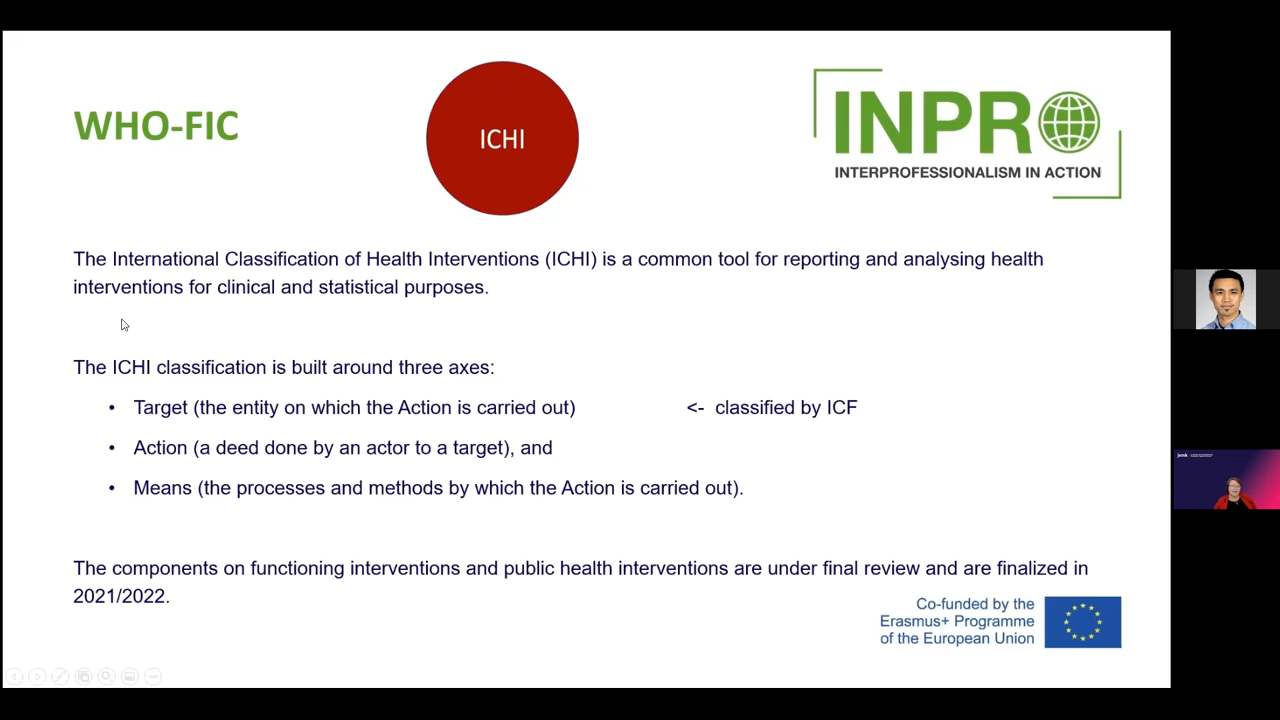 WHO-FIC
ICHI
INPRO
INTERPROFESSIONALISM IN ACTION
The International Classification of Health Interventions (ICHI) is a common tool for reporting and analysing health
interventions for clinical and statistical purposes.
The ICHI classification is built around three axes:
• Target (the entity on which the Action is carried out) <- classified by ICF
• Action (a deed done by an actor to a target), and
• Means (the processes and methods by which the Action is carried out).
The components on functioning interventions and public health interventions are under final review and are finalized in
2021/2022.
Co-funded by the
Erasmus+ Programme
of the European Union
jamk